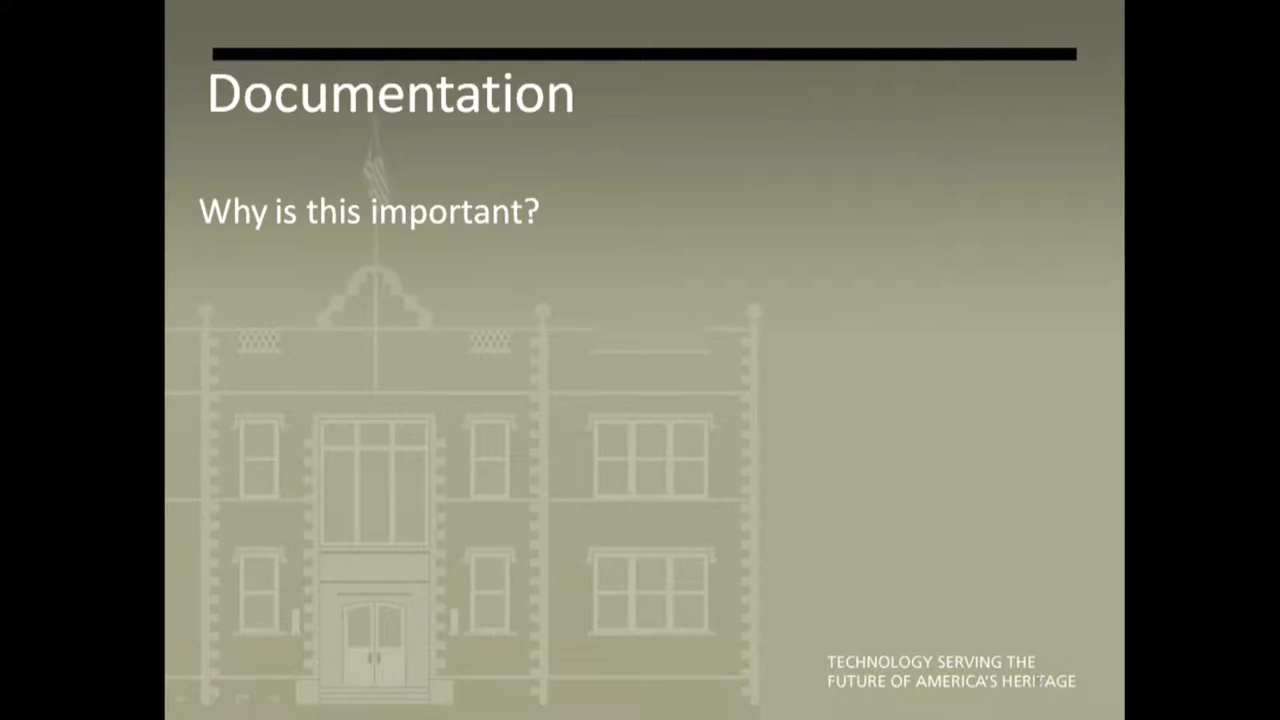 Documentation
Why is this important?
TECHNOLOGY SERVING THE
FUTURE OF AMERICA'S HERITAGE